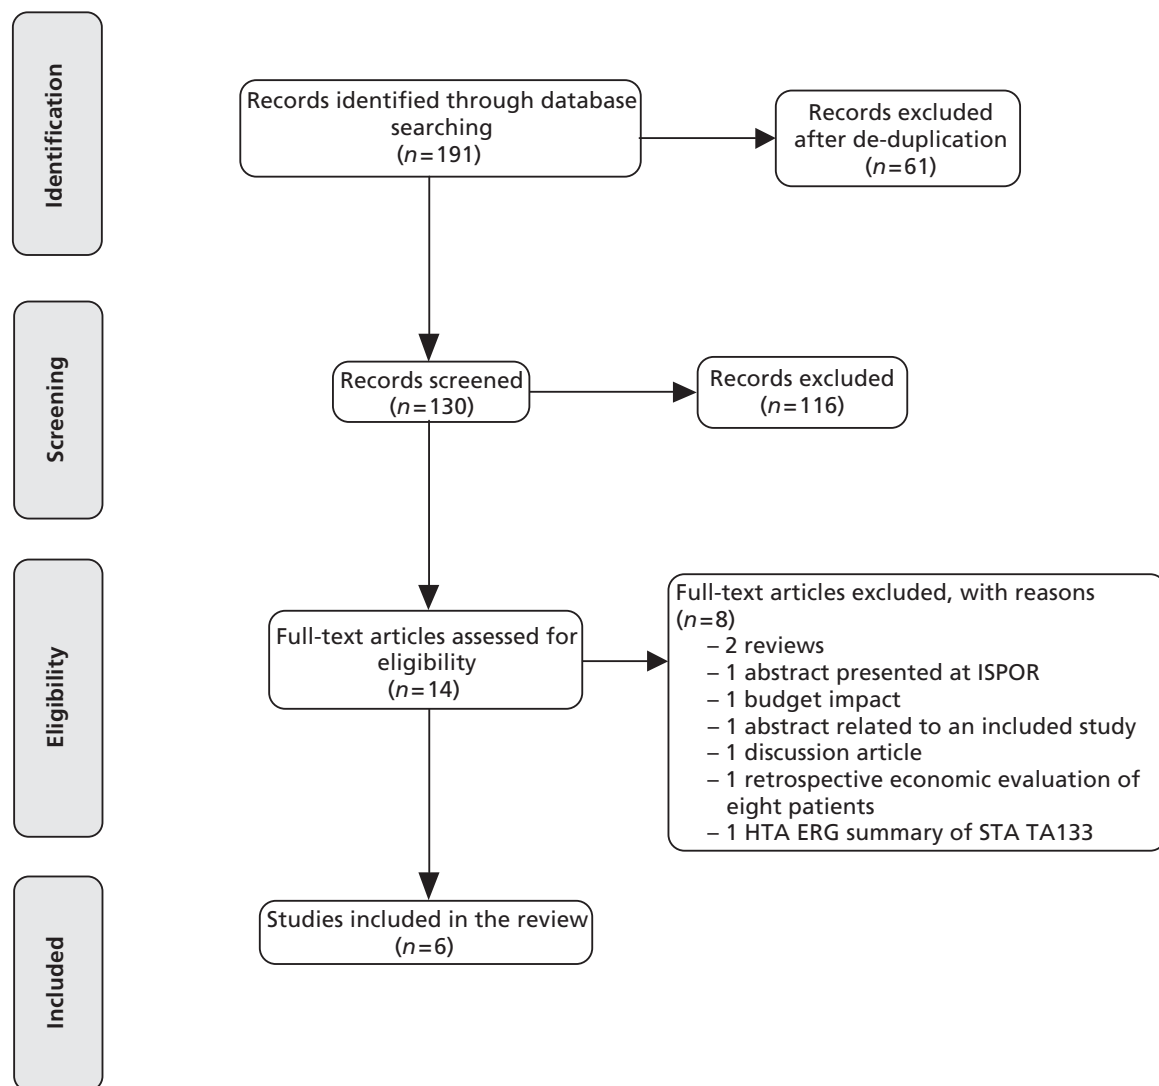 Identification
Records identified through database
searching
(n=191)
Records excluded
after de-duplication
(n=61)
Screening
Records screened
(n=130)
Records excluded
(n=116)
Eligibility
Full-text articles assessed for
eligibility
(n=14)
Full-text articles excluded, with reasons
(n=8)
– 2 reviews
– 1 abstract presented at ISPOR
– 1 budget impact
– 1 abstract related to an included study
– 1 discussion article
– 1 retrospective economic evaluation of
eight patients
– 1 HTA ERG summary of STA TA133
Included
Studies included in the review
(n=6)